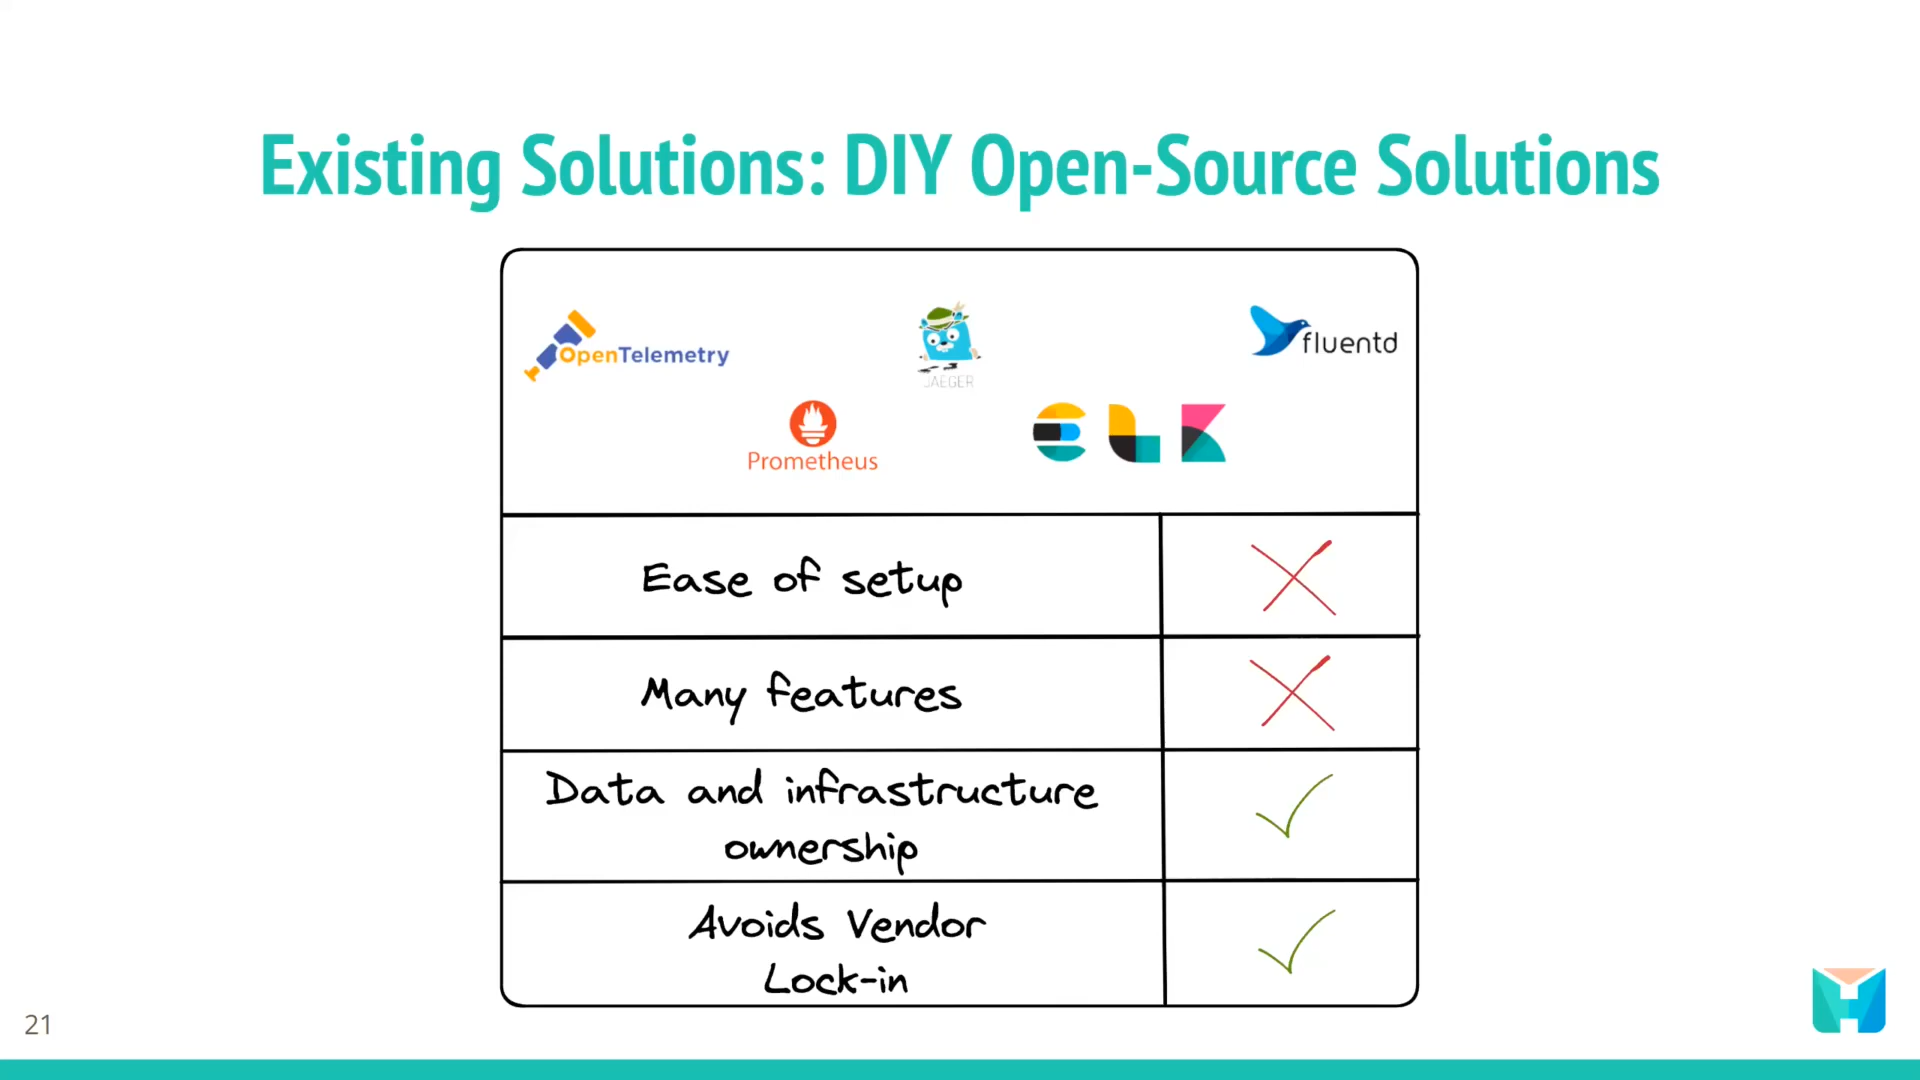 Existing Solutions: DIY Open-Source Solutions
OpenTelemetry
JAEGER
fluentd
Prometheus
ELK
Ease of setup
Many features
Data and infrastructure
ownership
Avoids Vendor
Lock-in
21